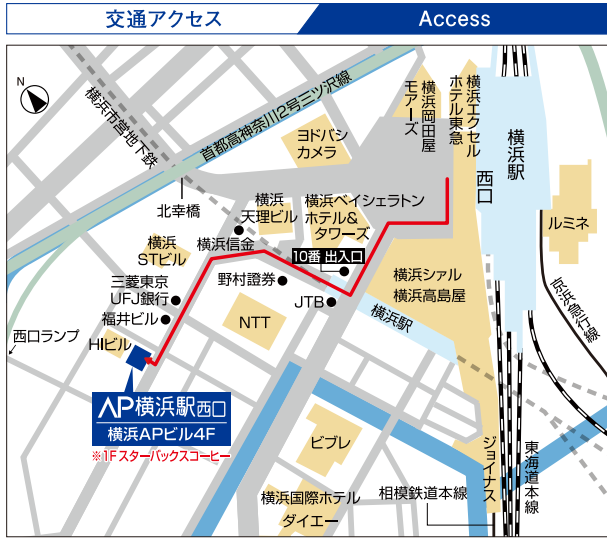 交通アクセス
Access
N
横浜市営地下鉄
首都高神奈川2号三ツ沢線
ヨドバシ
カメラ
横浜岡田屋
モアーズ
横浜エクセル
ホテル東急
西口
横浜駅
ルミネ
京浜急行線
北幸橋
横浜
天理ビル
横浜ベイシェラトン
ホテル&
タワーズ
横浜信金
横浜
STビル
10番 出入口
野村證券
三菱東京
UFJ銀行
福井ビル
JTB
横浜シァル
横浜高島屋
横浜駅
NTT
西口ランプ
HIビル
AP横浜駅西口
横浜APビル4F
※1Fスターバックスコーヒー
ビブレ
横浜国際ホテル
ダイエー
相模鉄道本線
ジョイナス
東海道本線